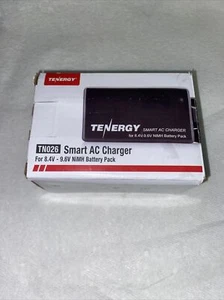 TENERGY
TENERGY SMART AC CHARGER
for 8.4V-9.6V NiMH Battery Pack
TN026 Smart AC Charger
For 8.4V - 9.6V NiMH Battery Pack